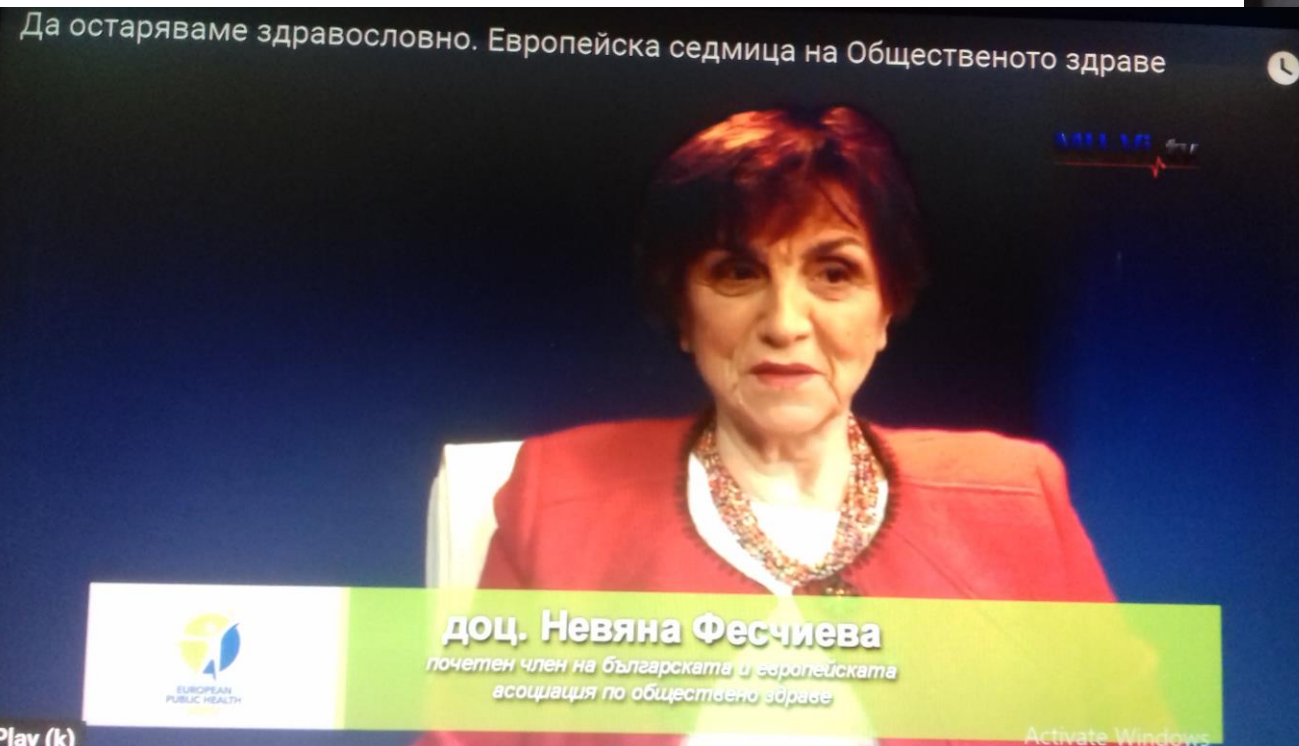 Да остаряваме здравословно. Европейска седмица на Общественото здраве
tv
доц. Невяна Фесчиева
почетен член на българската и европейската
асоциация по обществено здраве
EUROPEAN
PUBLIC HEALTH
Play (k)
Activate Windows